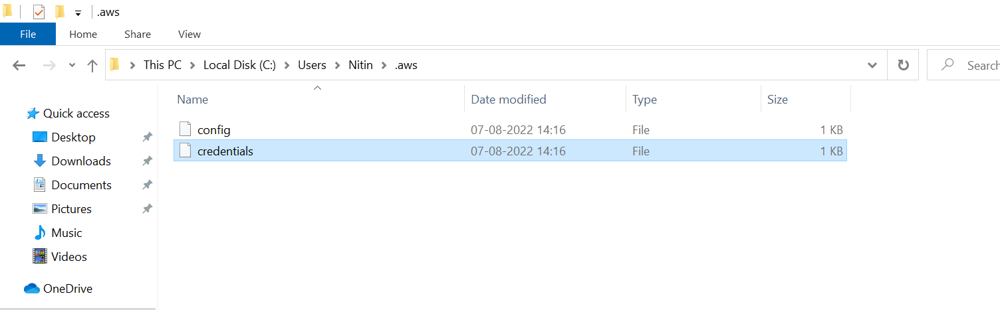 .aws
File Home Share View
This PC Local Disk (C:) Users Nitin .aws Search
Name Date modified Type Size
Quick access
Desktop
Downloads
Documents
Pictures
Music
Videos
OneDrive
config 07-08-2022 14:16 File 1 KB
credentials 07-08-2022 14:16 File 1 KB